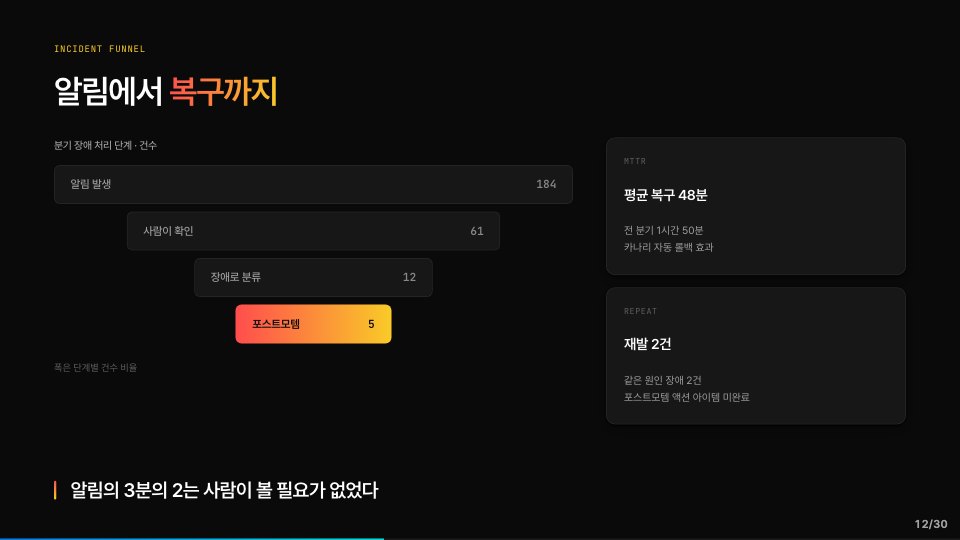 INCIDENT FUNNEL
알림에서 복구까지
분기 장애 처리 단계 · 건수
알림 발생 184
사람이 확인 61
장애로 분류 12
포스트모템 5
폭은 단계별 건수 비율
MTTR
평균 복구 48분
전 분기 1시간 50분
카나리 자동 롤백 효과
REPEAT
재발 2건
같은 원인 장애 2건
포스트모템 액션 아이템 미완료
알림의 3분의 2는 사람이 볼 필요가 없었다
12/30